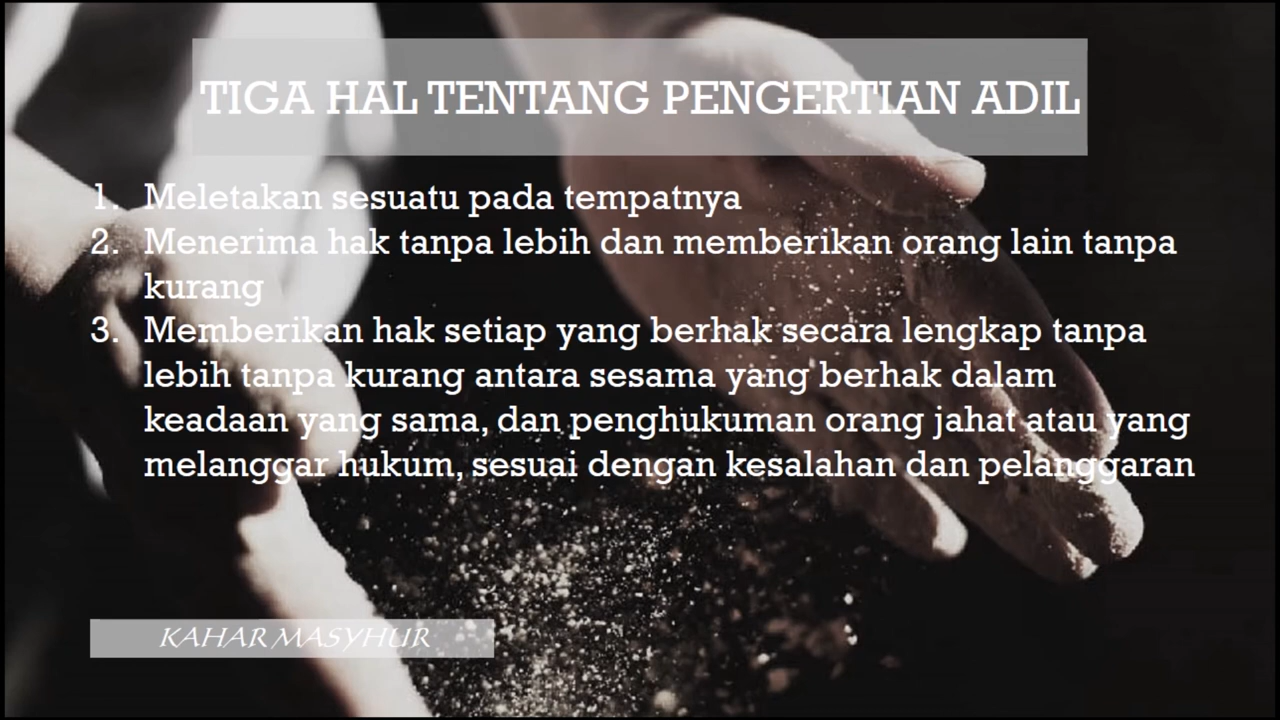 TIGA HAL TENTANG PENGERTIAN ADIL
1. Meletakan sesuatu pada tempatnya
2. Menerima hak tanpa lebih dan memberikan orang lain tanpa
kurang
3. Memberikan hak setiap yang berhak secara lengkap tanpa
lebih tanpa kurang antara sesama yang berhak dalam
keadaan yang sama, dan penghukuman orang jahat atau yang
melanggar hukum, sesuai dengan kesalahan dan pelanggaran
KAHAR MASYHUR